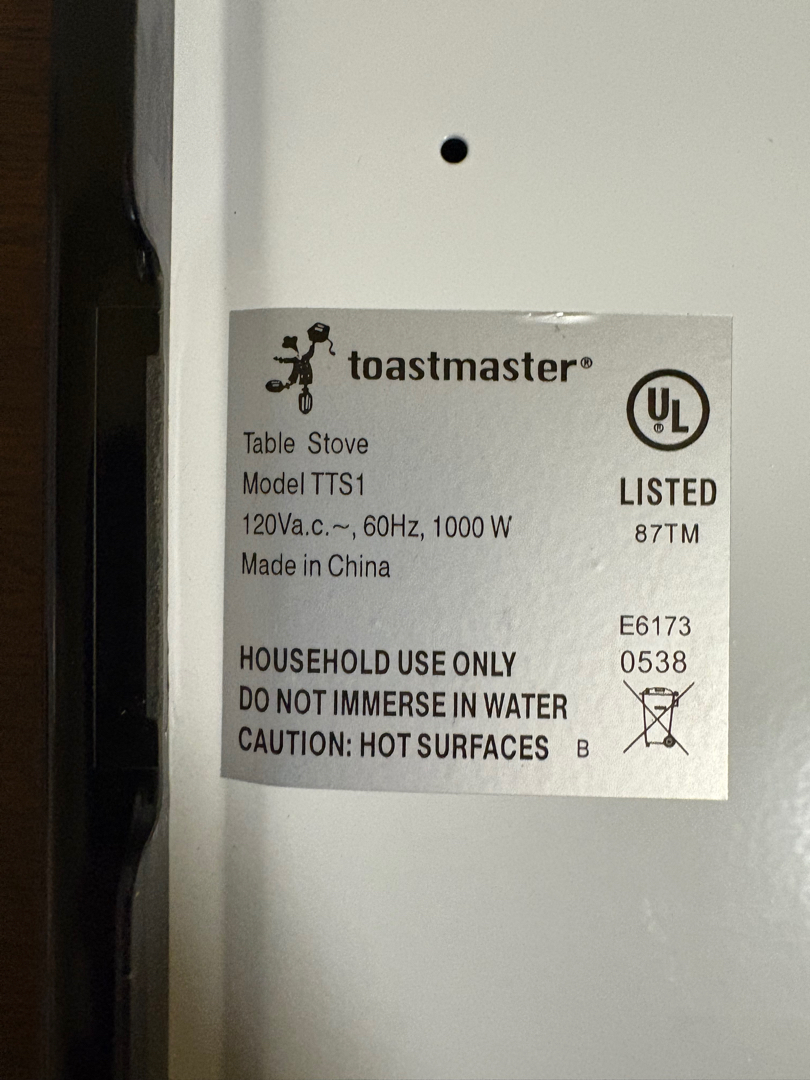 toastmaster®
UL®
LISTED
87TM
Table Stove
Model TTS1
120Va.c.~, 60Hz, 1000 W
Made in China
E6173
0538
HOUSEHOLD USE ONLY
DO NOT IMMERSE IN WATER
CAUTION: HOT SURFACES B